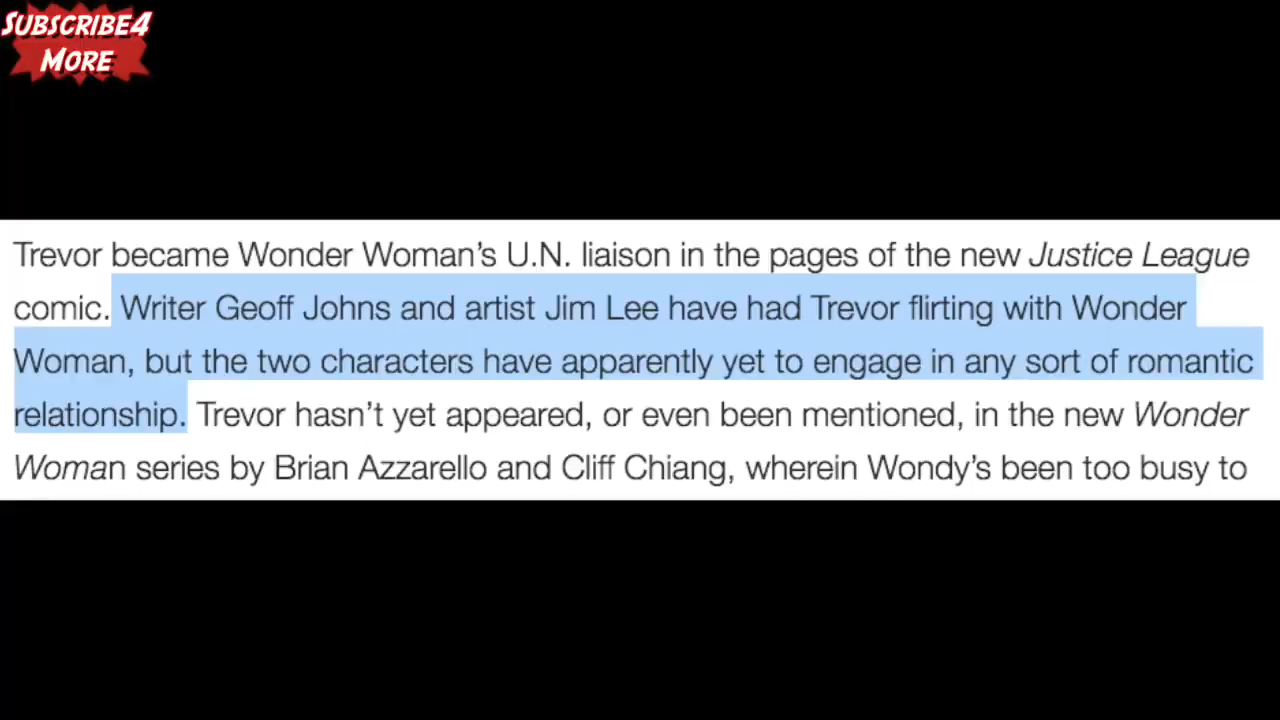 SUBSCRIBE4
MORE
Trevor became Wonder Woman’s U.N. liaison in the pages of the new Justice League
comic. Writer Geoff Johns and artist Jim Lee have had Trevor flirting with Wonder
Woman, but the two characters have apparently yet to engage in any sort of romantic
relationship. Trevor hasn’t yet appeared, or even been mentioned, in the new Wonder
Woman series by Brian Azzarello and Cliff Chiang, wherein Wondy’s been too busy to